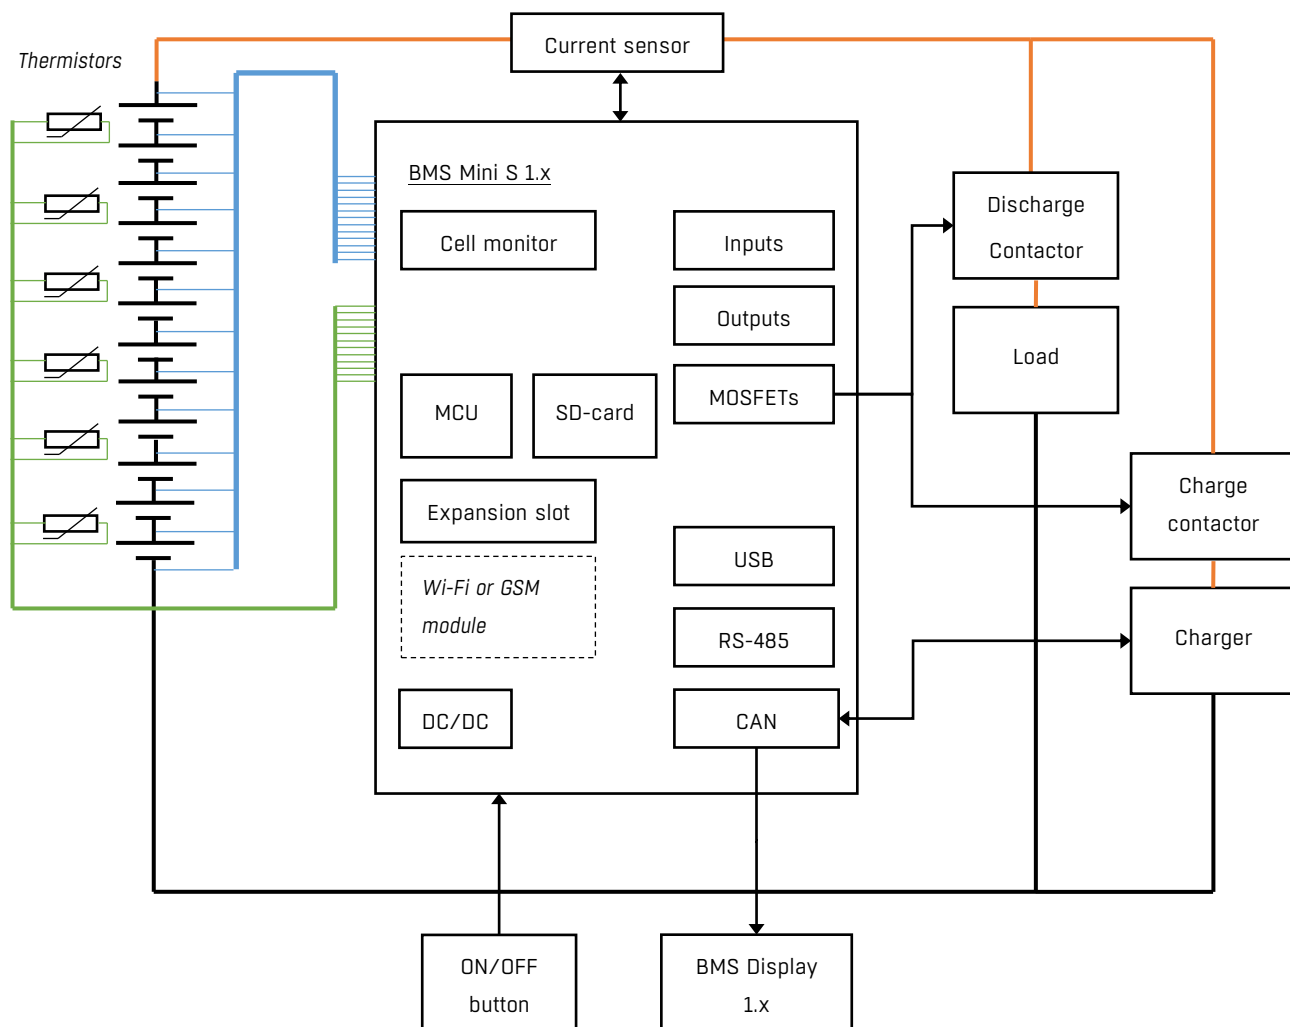 Current sensor
Thermistors
BMS Mini S 1.x
Cell monitor
Inputs
Discharge
Contactor
Outputs
Load
MOSFETs
MCU
SD-card
Charge
contactor
Expansion slot
USB
Wi-Fi or GSM
module
RS-485
Charger
DC/DC
CAN
ON/OFF
button
BMS Display
1.x